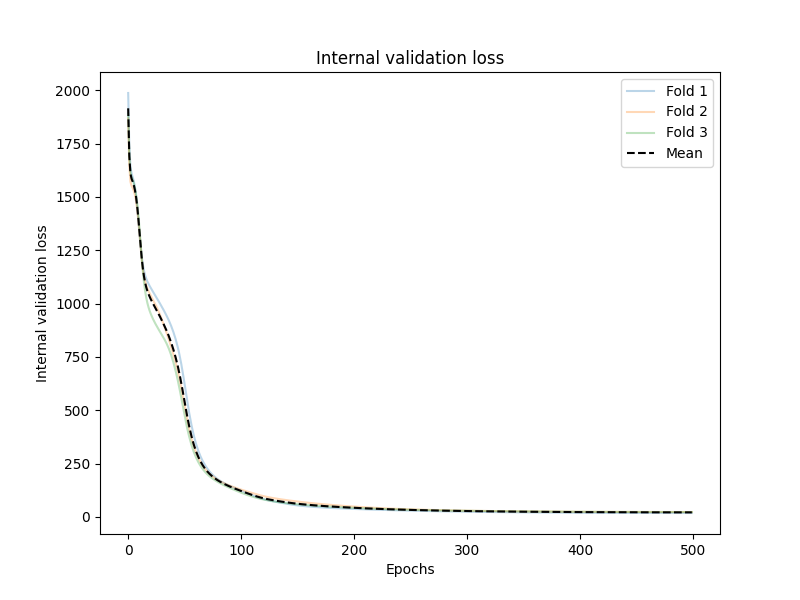 Internal validation loss
Internal validation loss
2000
1750
1500
1250
1000
750
500
250
0
Fold 1
Fold 2
Fold 3
Mean
0 100 200 300 400 500
Epochs